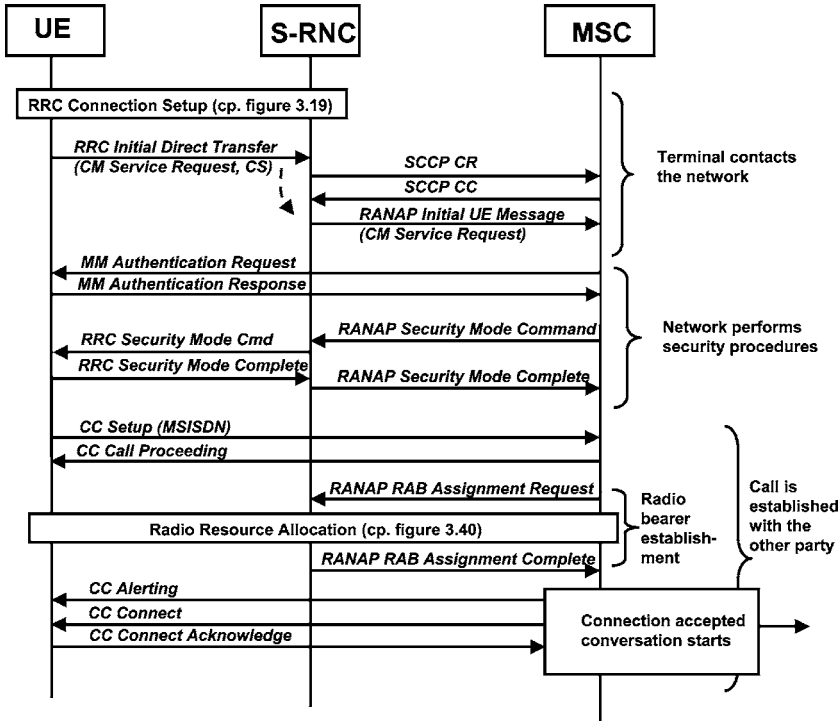 UE
S-RNC
MSC
RRC Connection Setup (cp. figure 3.19)
RRC Initial Direct Transfer
(CM Service Request, CS)
SCCP CR
SCCP CC
RANAP Initial UE Message
(CM Service Request)
Terminal contacts
the network
MM Authentication Request
MM Authentication Response
RANAP Security Mode Command
RRC Security Mode Cmd
RRC Security Mode Complete
RANAP Security Mode Complete
Network performs
security procedures
CC Setup (MSISDN)
CC Call Proceeding
RANAP RAB Assignment Request
Radio Resource Allocation (cp. figure 3.40)
RANAP RAB Assignment Complete
Radio
bearer
establish-
ment
Call is
established
with the
other party
CC Alerting
CC Connect
CC Connect Acknowledge
Connection accepted
conversation starts